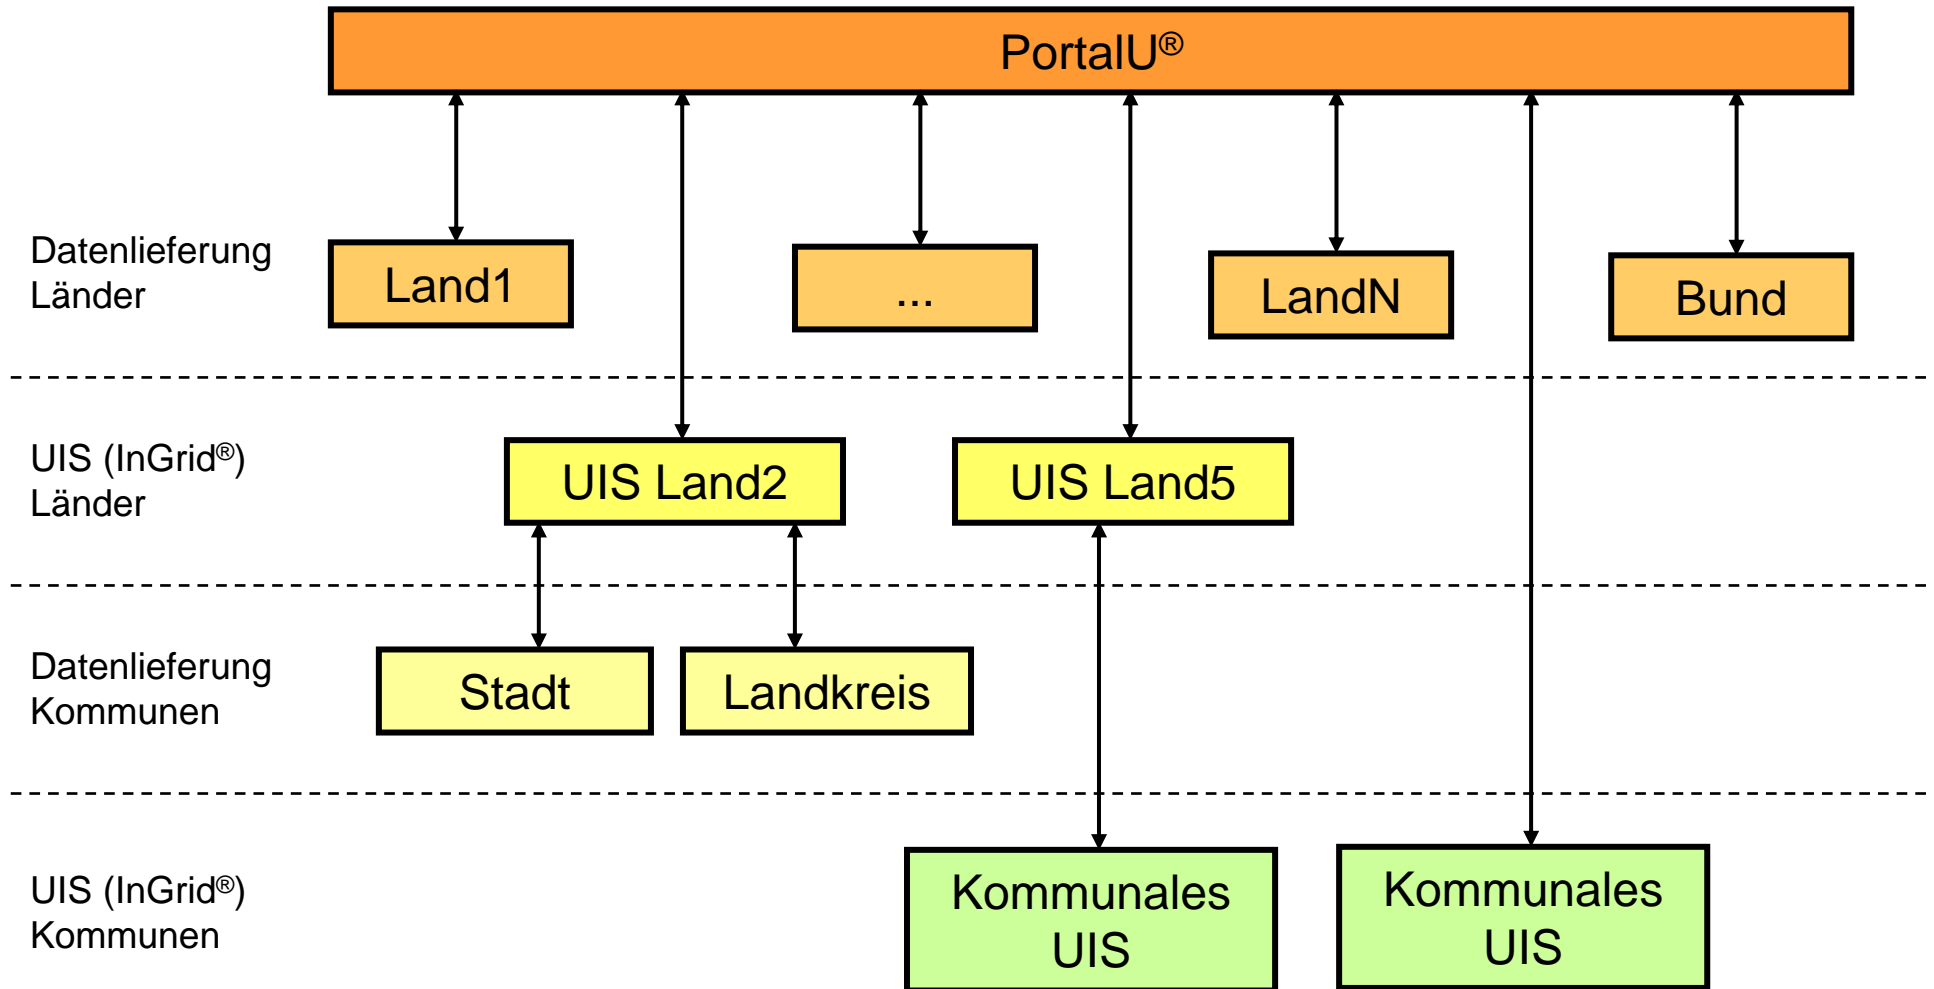 PortalU®
Datenlieferung
Länder
Land1
...
LandN
Bund
UIS (InGrid®)
Länder
UIS Land2
UIS Land5
Datenlieferung
Kommunen
Stadt
Landkreis
UIS (InGrid®)
Kommunen
Kommunales
UIS
Kommunales
UIS